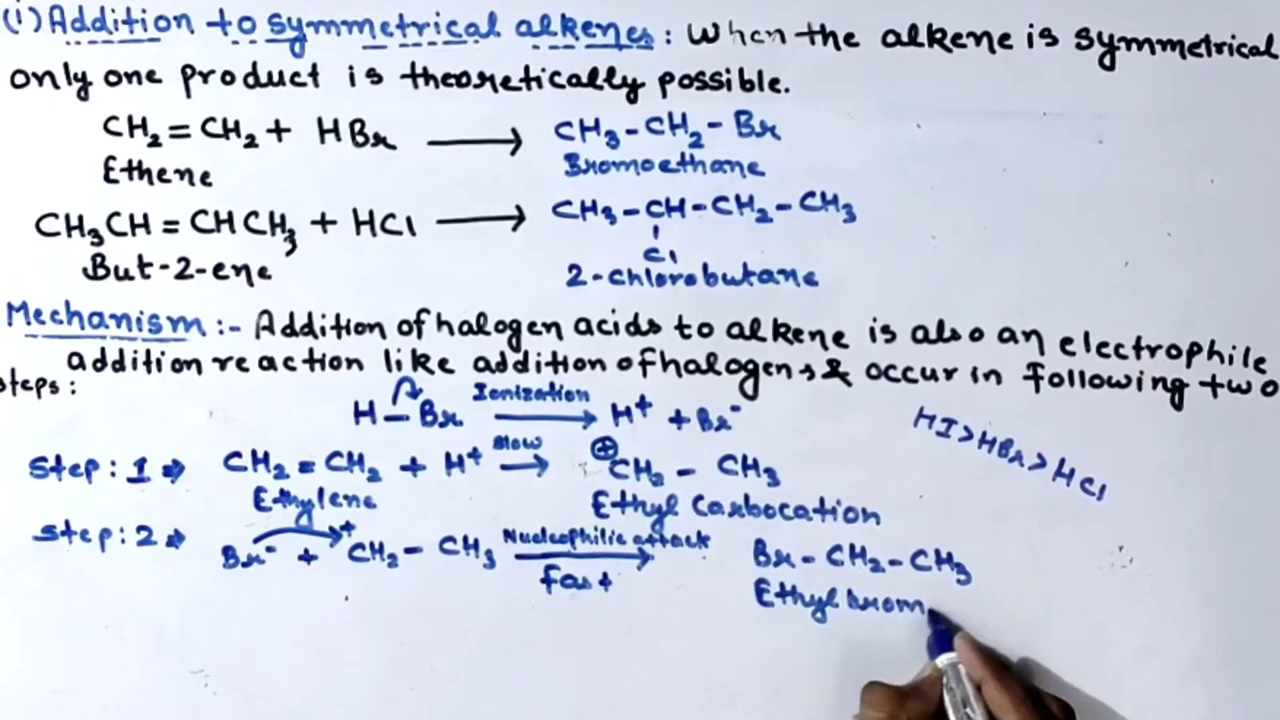 (i) Addition to symmetrical alkenes: When the alkene is symmetrical
only one product is theoretically possible.
CH₂=CH₂ + HBr ⟶ CH₃-CH₂-Br
Ethene Bromoethane
CH₃CH=CHCH₃ + HCl ⟶ CH₃-CH-CH₂-CH₃
Cl
But-2-ene 2-chlorobutane
Mechanism :- Addition of halogen acids to alkene is also an electrophile
addition reaction like addition of halogens & occur in following two
steps:
H-Br Ionization ⟶ H⁺ + Br⁻
HI>HBr>HCl
Step:1⇒ CH₂=CH₂ + H⁺ slow ⟶ ⊕CH₂-CH₃
Ethylene Ethyl Carbocation
Step:2⇒ Br⁻ + ⁺CH₂-CH₃ Nucleophilic attack ⟶ fast Br-CH₂-CH₃
Ethyl brom